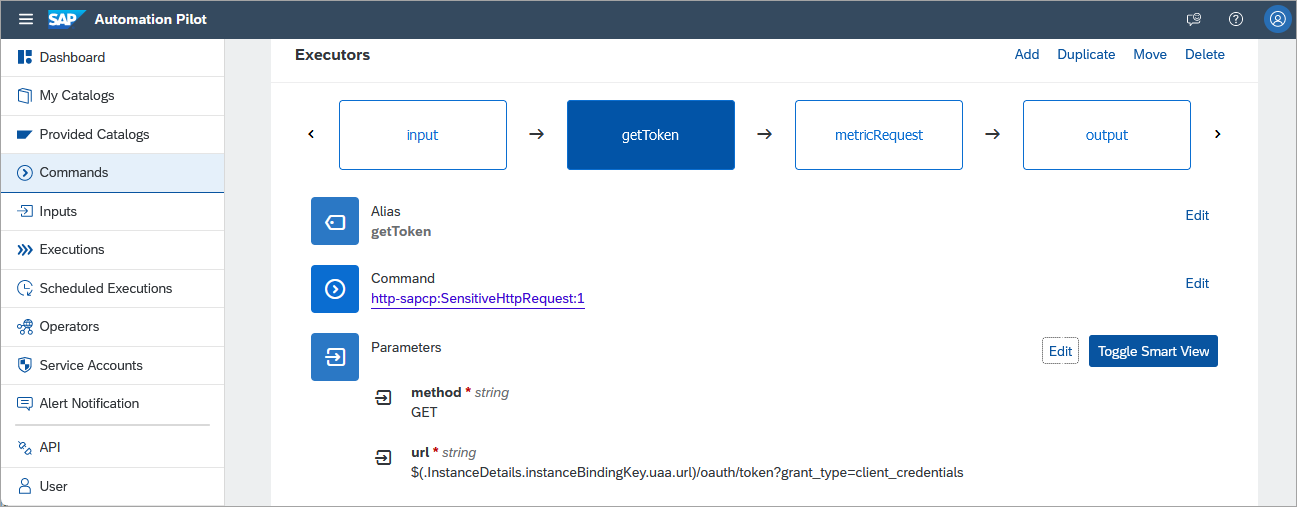 SAP Automation Pilot
Dashboard
My Catalogs
Provided Catalogs
Commands
Inputs
Executions
Scheduled Executions
Operators
Service Accounts
Alert Notification
API
User
Executors
Add Duplicate Move Delete
input getToken metricRequest output
Alias
getToken
Edit
Command
http-sapcp:SensitiveHttpRequest:1
Edit
Parameters
Edit Toggle Smart View
method * string
GET
url * string
$(.InstanceDetails.instanceBindingKey.uaa.url)/oauth/token?grant_type=client_credentials